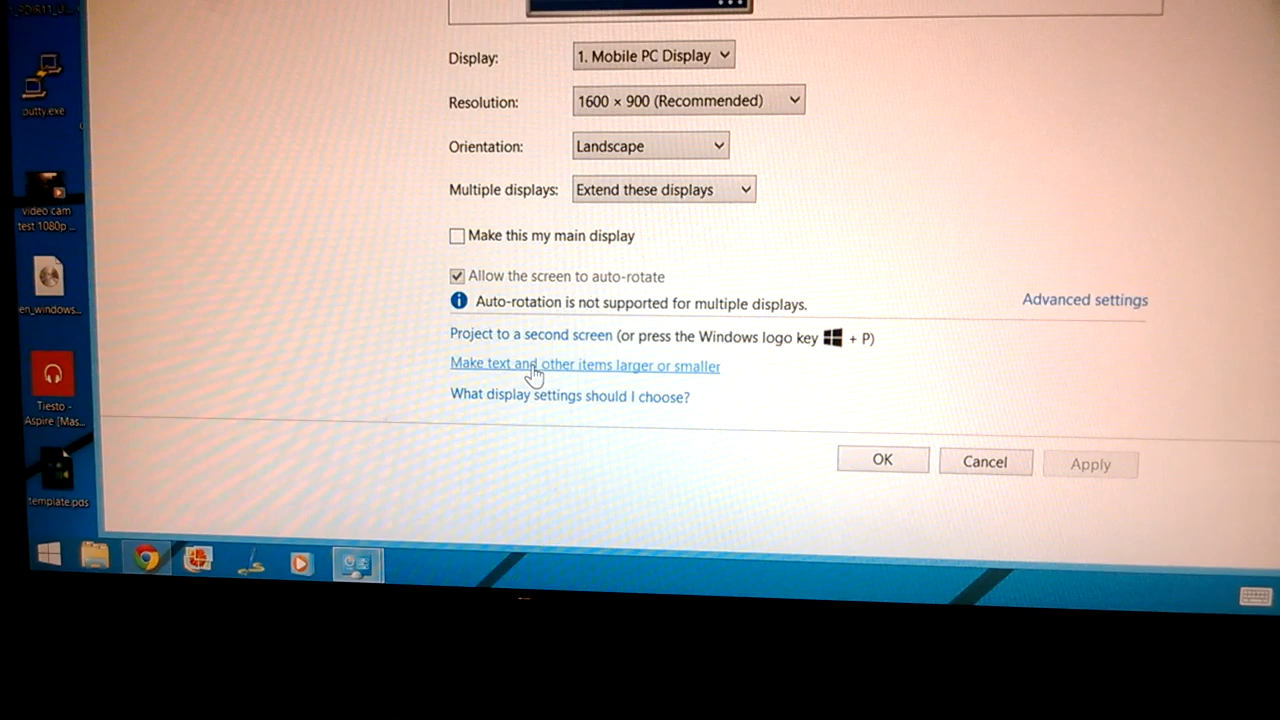 putty.exe
video cam
test 1080p ...
en_windows...
Tiesto -
Aspire [Mas...
template.pds
Display: 1. Mobile PC Display
Resolution: 1600 × 900 (Recommended)
Orientation: Landscape
Multiple displays: Extend these displays
Make this my main display
Allow the screen to auto-rotate
Auto-rotation is not supported for multiple displays.
Advanced settings
Project to a second screen (or press the Windows logo key + P)
Make text and other items larger or smaller
What display settings should I choose?
OK Cancel Apply